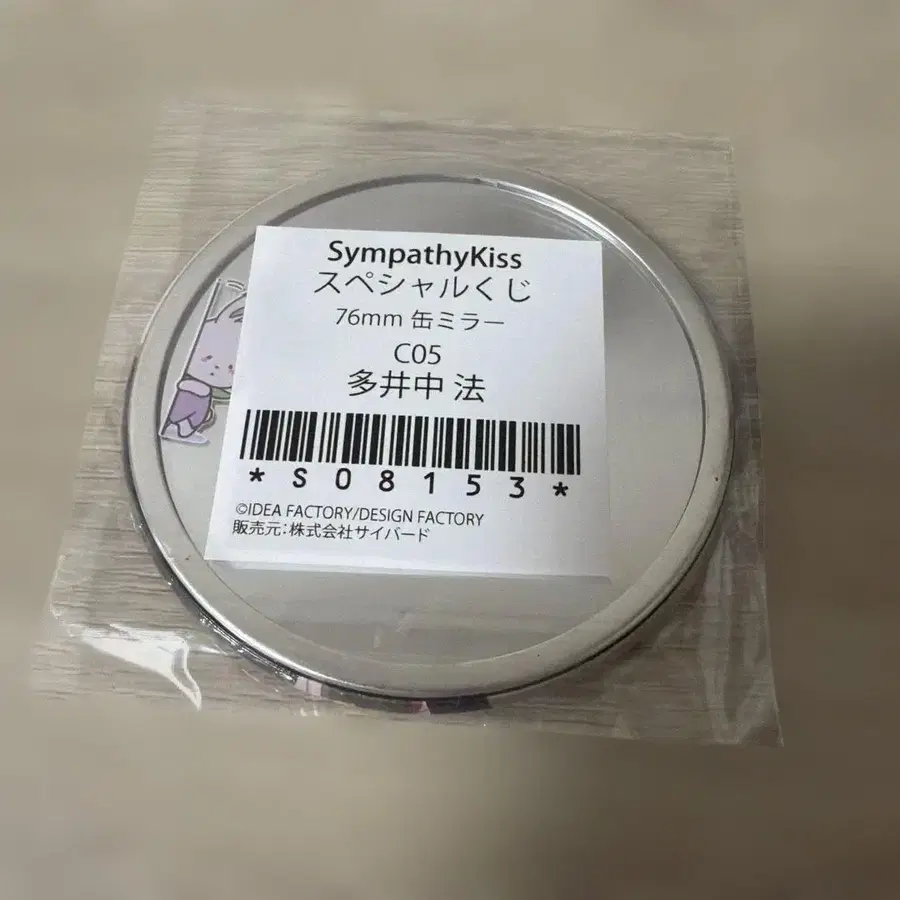 SympathyKiss
スペシャルくじ
76mm 缶ミラー
C05
多井中 法
*S08153*
©IDEA FACTORY/DESIGN FACTORY
販売元：株式会社サイバード